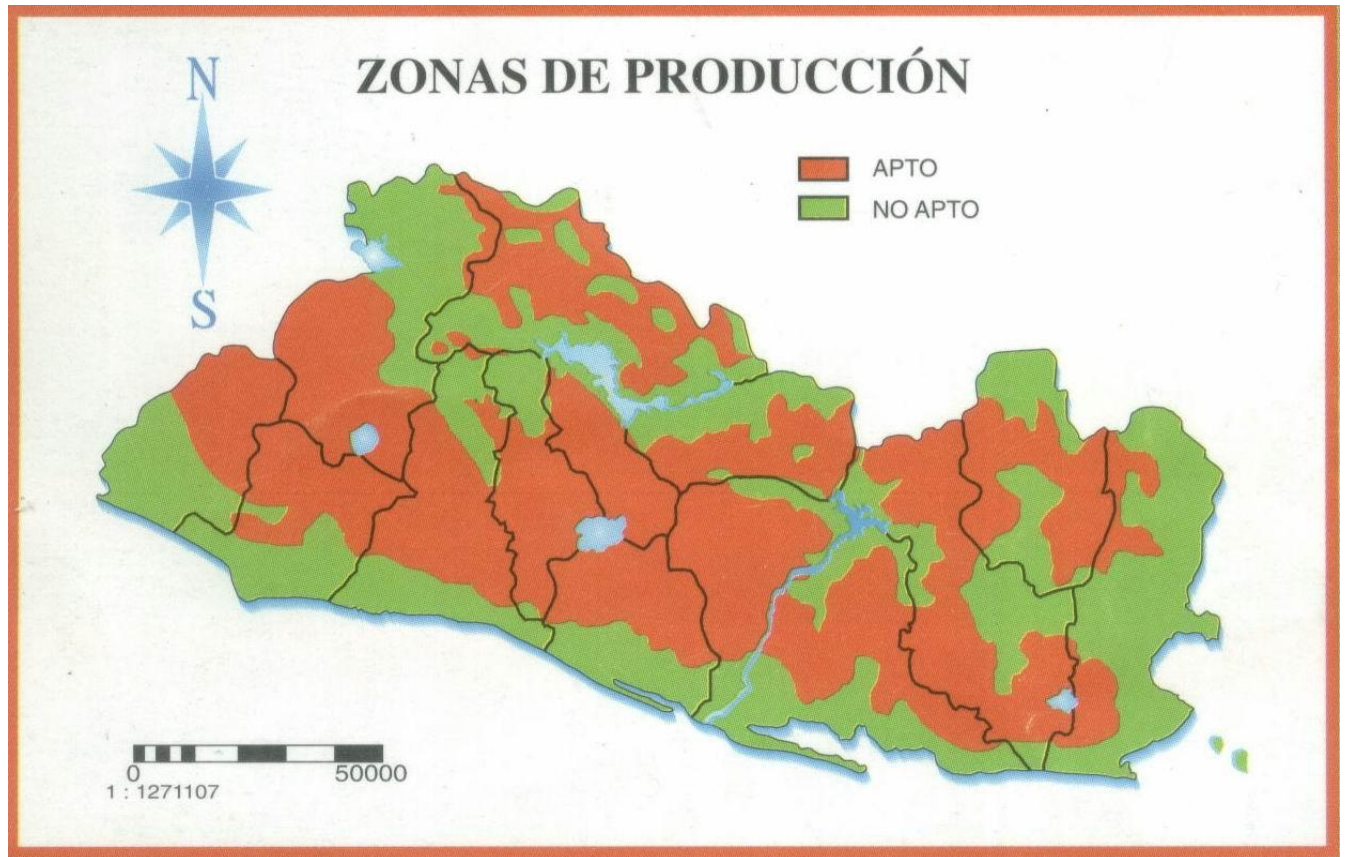 ZONAS DE PRODUCCIÓN
N
S
APTO
NO APTO
0 50000
1 : 1271107